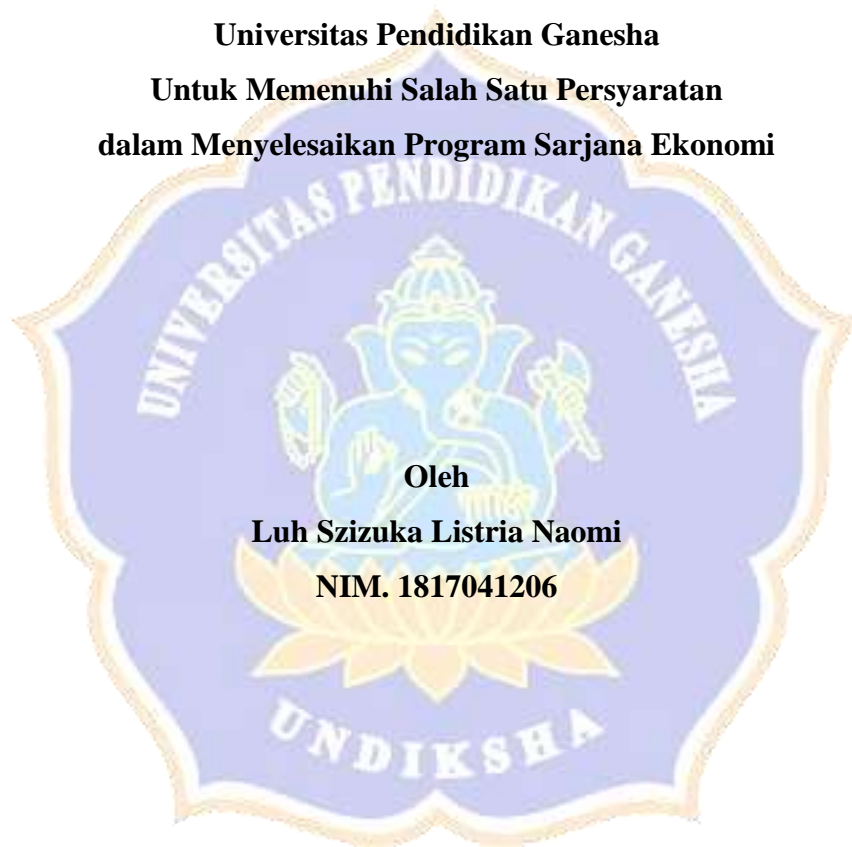 Universitas Pendidikan Ganesha
Untuk Memenuhi Salah Satu Persyaratan
dalam Menyelesaikan Program Sarjana Ekonomi
UNIVERSITAS PENDIDIKAN GANESHA
Oleh
Luh Szizuka Listria Naomi
NIM. 1817041206
UNDIKSHA